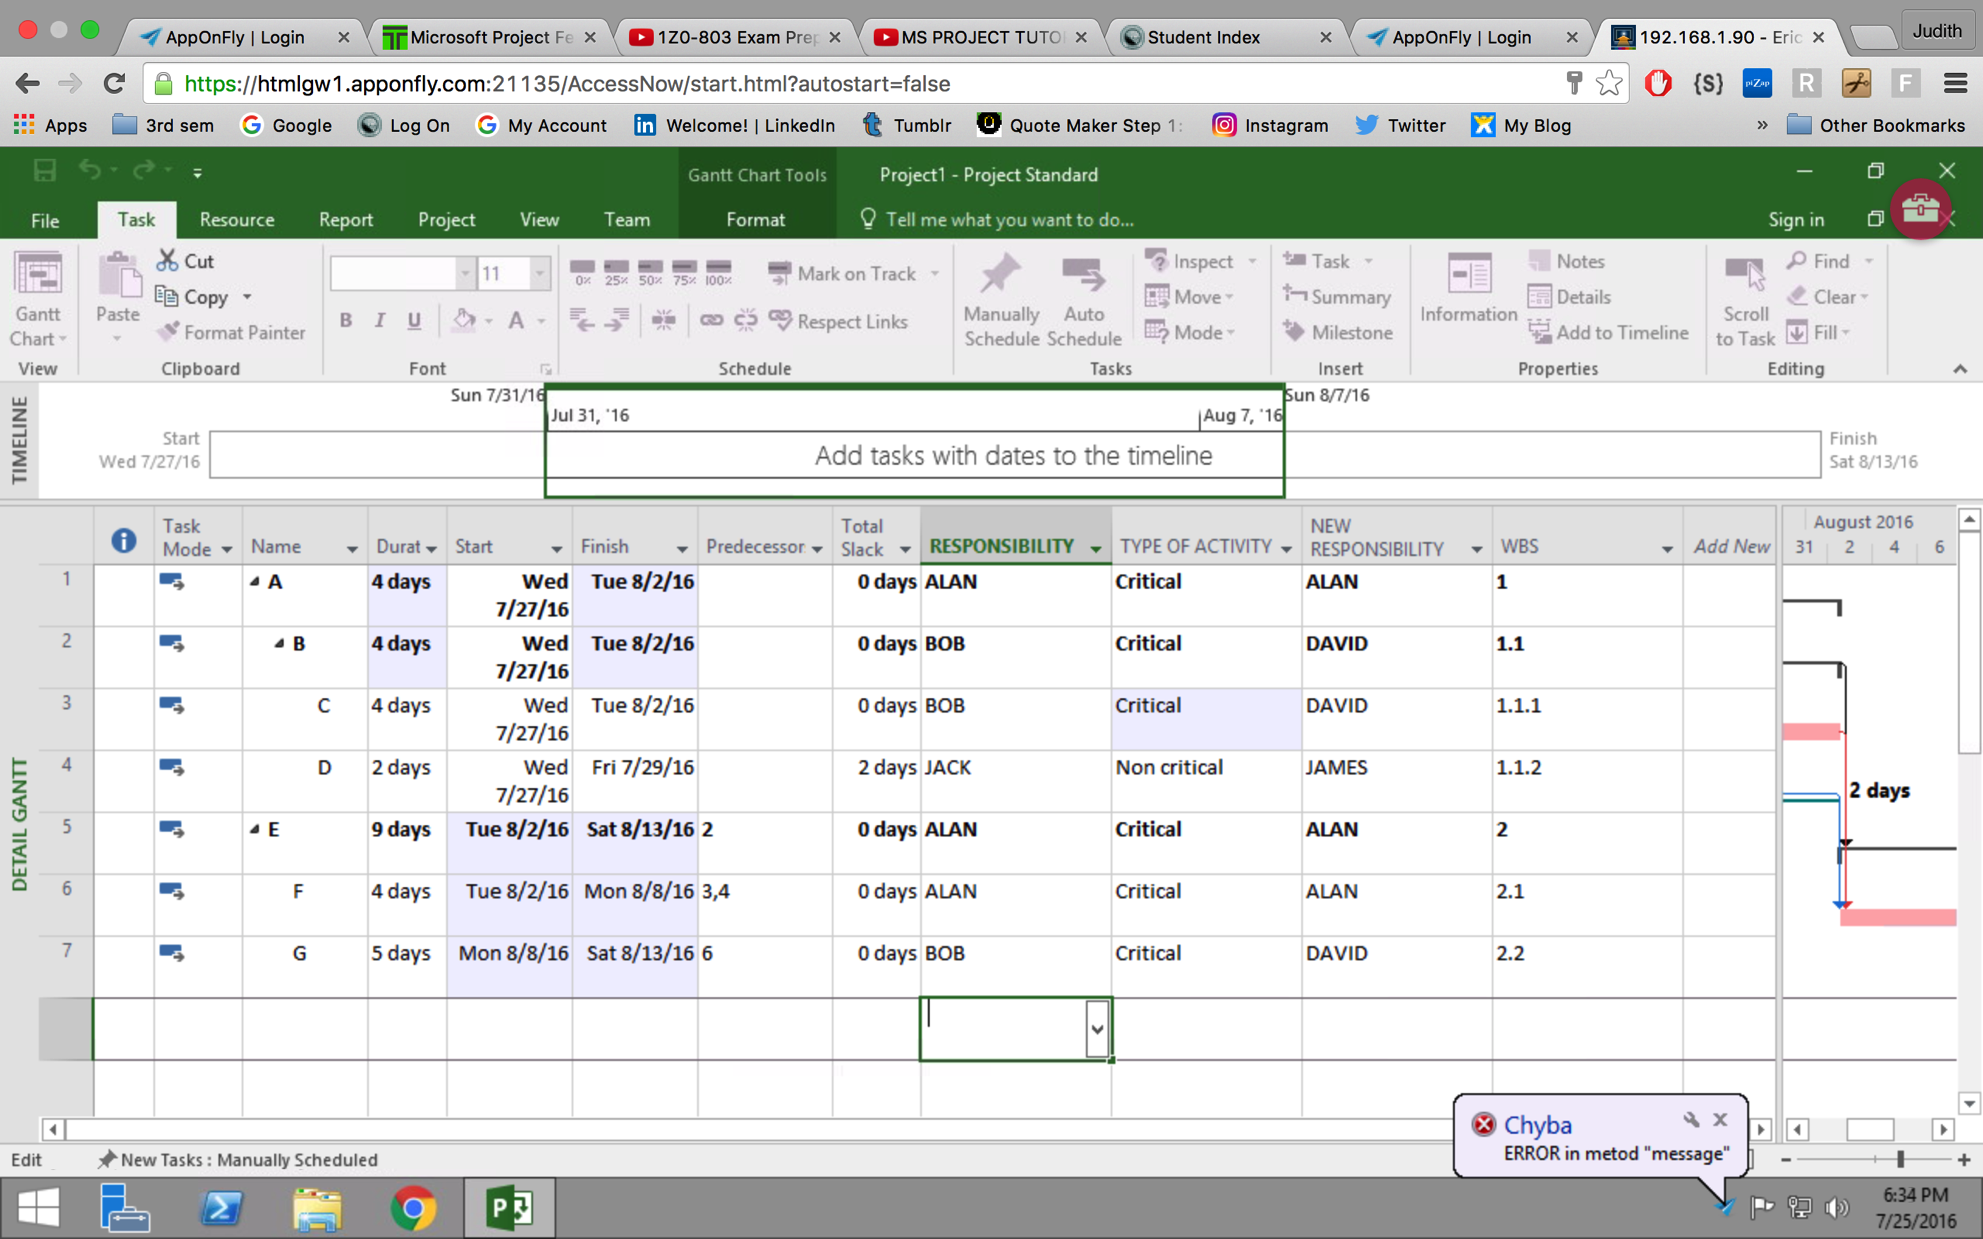 AppOnFly | Login
Microsoft Project Fe
1Z0-803 Exam Prep
MS PROJECT TUTO
Student Index
AppOnFly | Login
192.168.1.90 - Eric
Judith
https://htmlgw1.apponfly.com:21135/AccessNow/start.html?autostart=false
{S}
piZap
R
F
Apps
3rd sem
Google
Log On
My Account
Welcome! | LinkedIn
Tumblr
Quote Maker Step 1:
Instagram
Twitter
My Blog
»
Other Bookmarks
Gantt Chart Tools
Project1 - Project Standard
File
Task
Resource
Report
Project
View
Team
Format
Tell me what you want to do...
Sign in
Gantt
Chart
View
Paste
Cut
Copy
Format Painter
Clipboard
11
B I U A
Font
0% 25% 50% 75% 100%
Mark on Track
Respect Links
Schedule
Manually
Schedule
Auto
Schedule
Inspect
Move
Mode
Tasks
Task
Summary
Milestone
Insert
Information
Notes
Details
Add to Timeline
Properties
Scroll
to Task
Find
Clear
Fill
Editing
TIMELINE
Sun 7/31/16
Sun 8/7/16
Jul 31, '16
Aug 7, '16
Start
Wed 7/27/16
Add tasks with dates to the timeline
Finish
Sat 8/13/16
DETAIL GANTT
Task Mode Name Durat Start Finish Predecessor Total Slack RESPONSIBILITY TYPE OF ACTIVITY NEW RESPONSIBILITY WBS Add New
August 2016
31 2 4 6
1 A 4 days Wed 7/27/16 Tue 8/2/16 0 days ALAN Critical ALAN 1
2 B 4 days Wed 7/27/16 Tue 8/2/16 0 days BOB Critical DAVID 1.1
3 C 4 days Wed 7/27/16 Tue 8/2/16 0 days BOB Critical DAVID 1.1.1
4 D 2 days Wed 7/27/16 Fri 7/29/16 2 days JACK Non critical JAMES 1.1.2
2 days
5 E 9 days Tue 8/2/16 Sat 8/13/16 2 0 days ALAN Critical ALAN 2
6 F 4 days Tue 8/2/16 Mon 8/8/16 3,4 0 days ALAN Critical ALAN 2.1
7 G 5 days Mon 8/8/16 Sat 8/13/16 6 0 days BOB Critical DAVID 2.2
Chyba
ERROR in metod "message"
Edit
New Tasks : Manually Scheduled
6:34 PM
7/25/2016